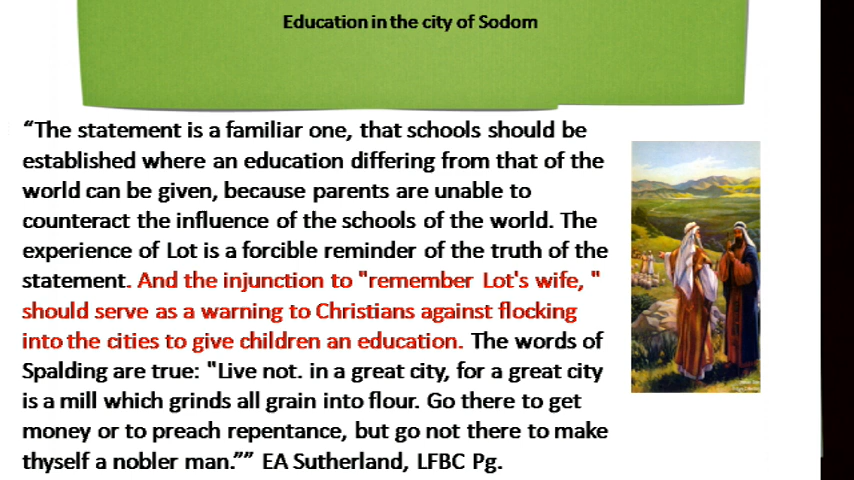 Education in the city of Sodom
“The statement is a familiar one, that schools should be
established where an education differing from that of the
world can be given, because parents are unable to
counteract the influence of the schools of the world. The
experience of Lot is a forcible reminder of the truth of the
statement. And the injunction to "remember Lot's wife, "
should serve as a warning to Christians against flocking
into the cities to give children an education. The words of
Spalding are true: "Live not. in a great city, for a great city
is a mill which grinds all grain into flour. Go there to get
money or to preach repentance, but go not there to make
thyself a nobler man.”” EA Sutherland, LFBC Pg.